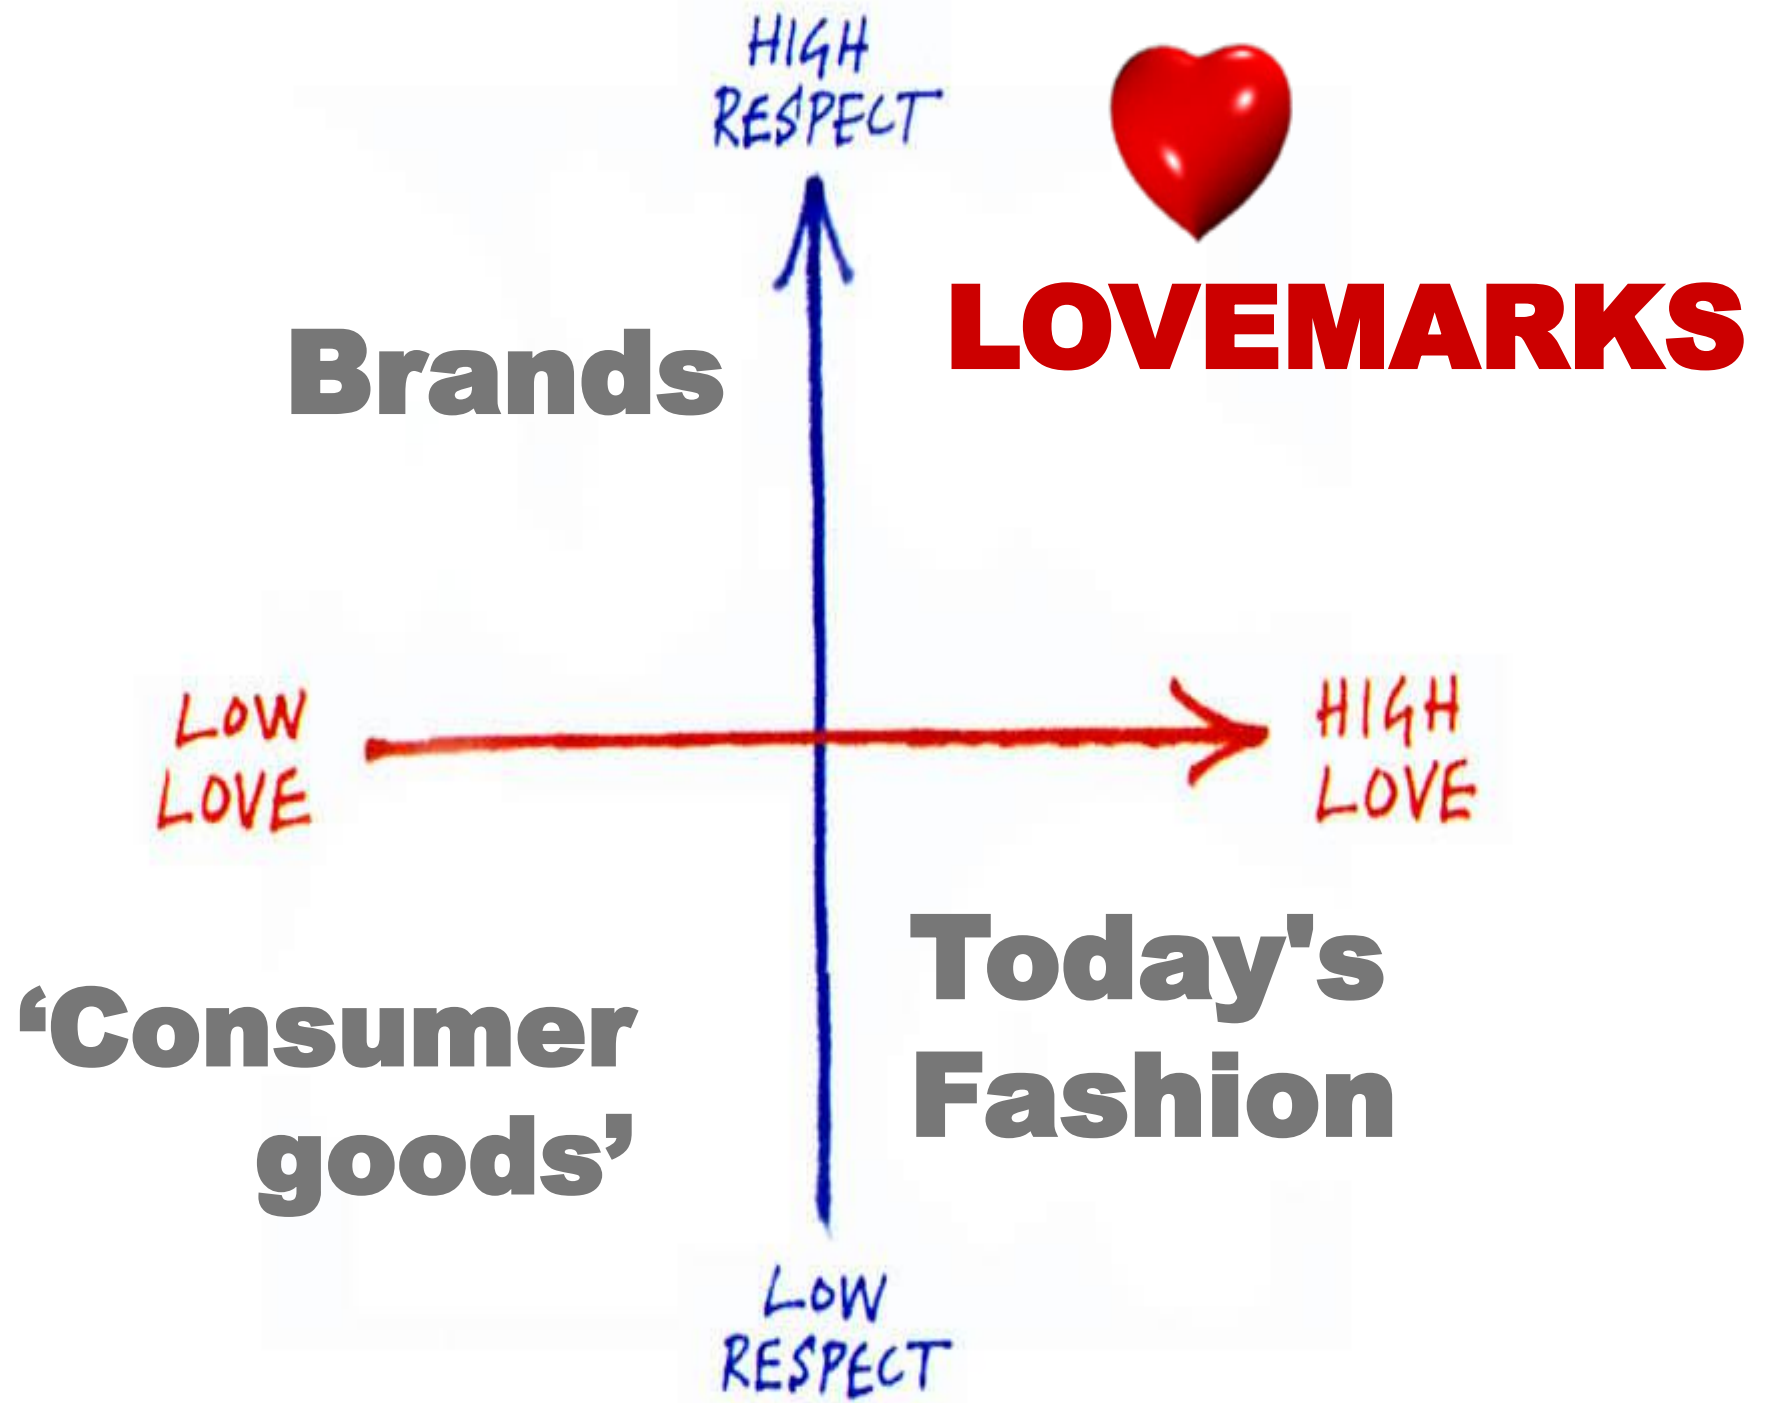 HIGH
RESPECT
LOVEMARKS
Brands
LOW
LOVE
HIGH
LOVE
Today's
Fashion
‘Consumer
goods’
LOW
RESPECT